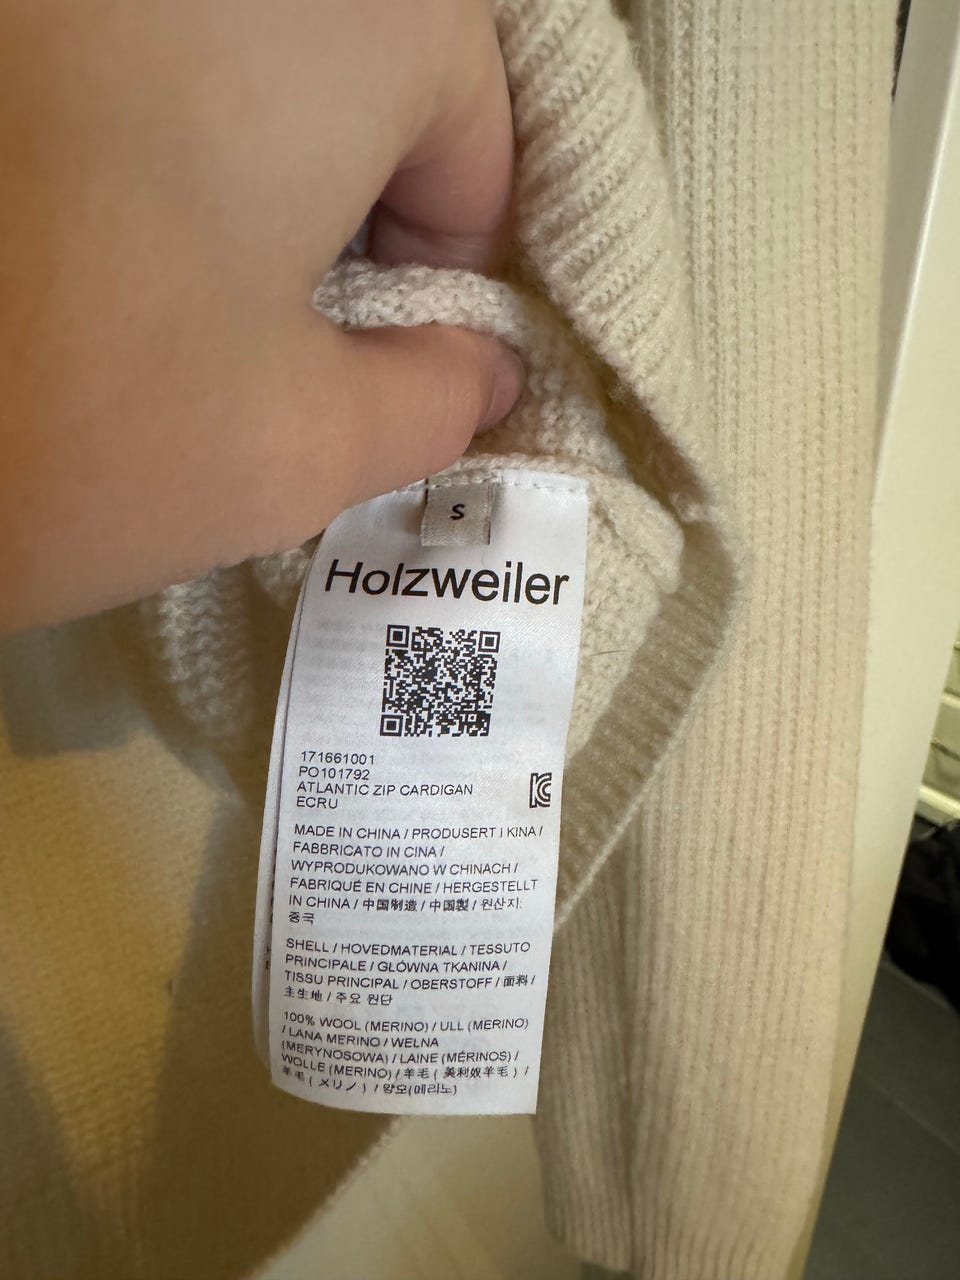 S
Holzweiler
171661001
PO101792
ATLANTIC ZIP CARDIGAN
ECRU
MADE IN CHINA / PRODUSERT I KINA /
FABBRICATO IN CINA /
WYPRODUKOWANO W CHINACH /
FABRIQUÉ EN CHINE / HERGESTELLT
IN CHINA / 中国制造 / 中国製 / 원산지:
중국
SHELL / HOVEDMATERIAL / TESSUTO
PRINCIPALE / GLÓWNA TKANINA /
TISSU PRINCIPAL / OBERSTOFF / 面料 /
主生地 / 주요 원단
100% WOOL (MERINO) / ULL (MERINO)
/ LANA MERINO / WEŁNA
(MERYNOSOWA) / LAINE (MÉRINOS) /
WOLLE (MERINO) / 羊毛 ( 美利奴羊毛 ) /
羊毛 ( メリノ ) / 양모(메리노)